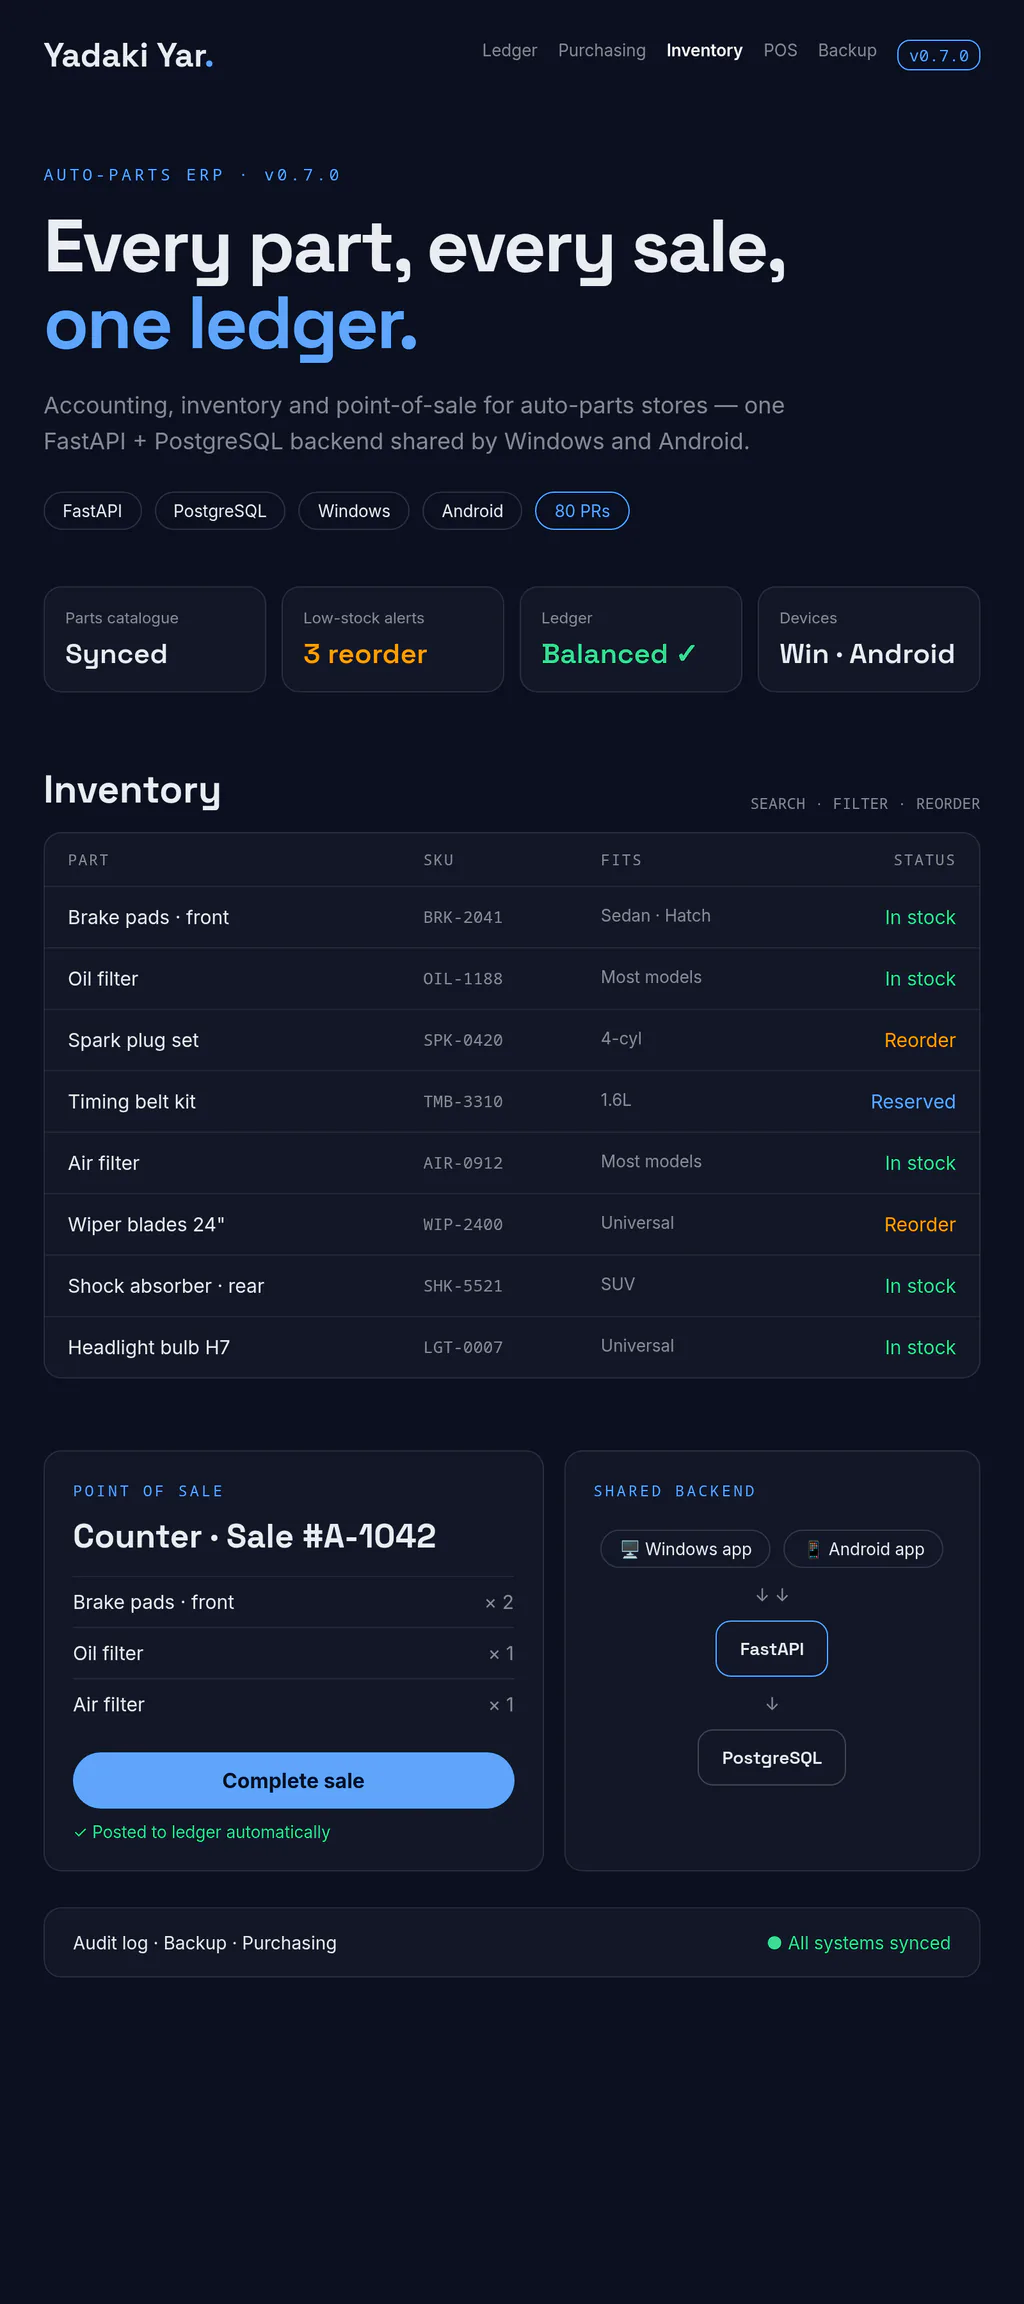 Yadaki Yar.
Ledger Purchasing Inventory POS Backup v0.7.0
AUTO-PARTS ERP · v0.7.0
Every part, every sale,
one ledger.
Accounting, inventory and point-of-sale for auto-parts stores — one
FastAPI + PostgreSQL backend shared by Windows and Android.
FastAPI PostgreSQL Windows Android 80 PRs
Parts catalogue
Synced
Low-stock alerts
3 reorder
Ledger
Balanced ✓
Devices
Win · Android
Inventory
SEARCH · FILTER · REORDER
PART SKU FITS STATUS
Brake pads · front BRK-2041 Sedan · Hatch In stock
Oil filter OIL-1188 Most models In stock
Spark plug set SPK-0420 4-cyl Reorder
Timing belt kit TMB-3310 1.6L Reserved
Air filter AIR-0912 Most models In stock
Wiper blades 24" WIP-2400 Universal Reorder
Shock absorber · rear SHK-5521 SUV In stock
Headlight bulb H7 LGT-0007 Universal In stock
POINT OF SALE
Counter · Sale #A-1042
Brake pads · front × 2
Oil filter × 1
Air filter × 1
Complete sale
✓ Posted to ledger automatically
SHARED BACKEND
🖥️ Windows app 📱 Android app
↓ ↓
FastAPI
↓
PostgreSQL
Audit log · Backup · Purchasing
● All systems synced